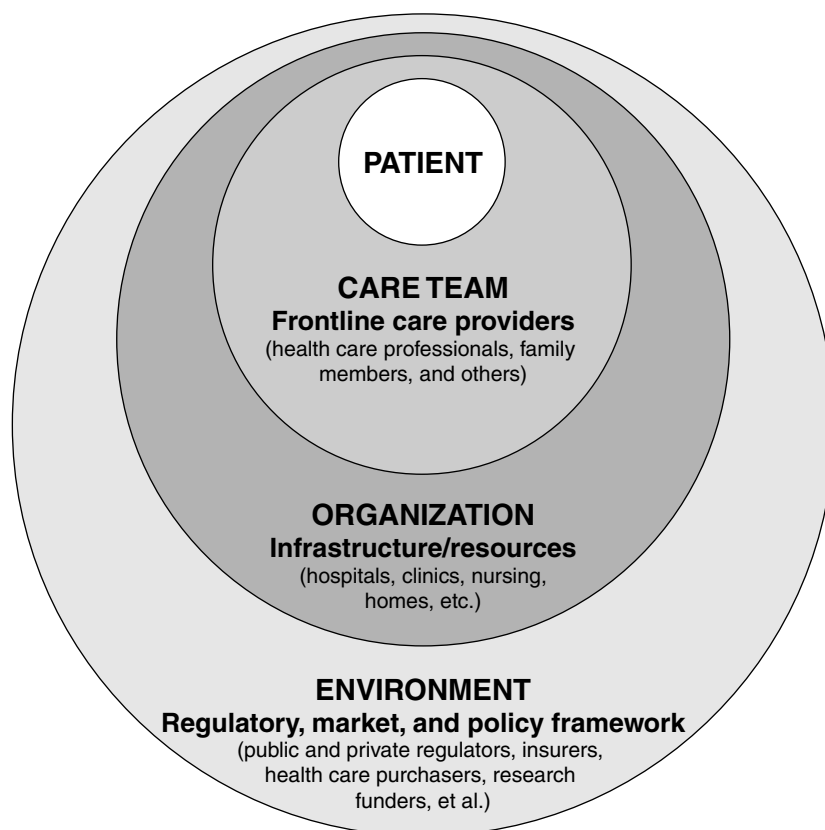 PATIENT
CARE TEAM
Frontline care providers
(health care professionals, family
members, and others)
ORGANIZATION
Infrastructure/resources
(hospitals, clinics, nursing,
homes, etc.)
ENVIRONMENT
Regulatory, market, and policy framework
(public and private regulators, insurers,
health care purchasers, research
funders, et al.)